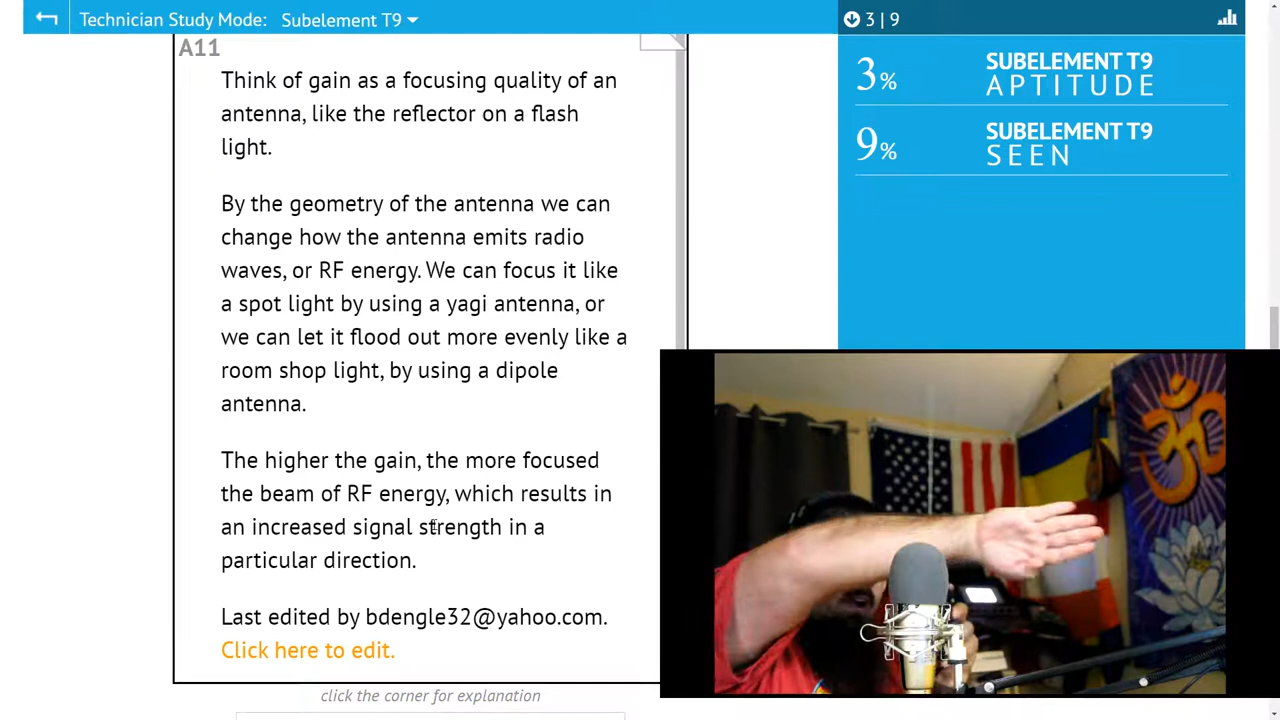 Technician Study Mode: Subelement T9
3 | 9
A11
Think of gain as a focusing quality of an
antenna, like the reflector on a flash
light.
By the geometry of the antenna we can
change how the antenna emits radio
waves, or RF energy. We can focus it like
a spot light by using a yagi antenna, or
we can let it flood out more evenly like a
room shop light, by using a dipole
antenna.
The higher the gain, the more focused
the beam of RF energy, which results in
an increased signal strength in a
particular direction.
Last edited by bdengle32@yahoo.com.
Click here to edit.
click the corner for explanation
3% SUBELEMENT T9
APTITUDE
9% SUBELEMENT T9
SEEN
ॐ